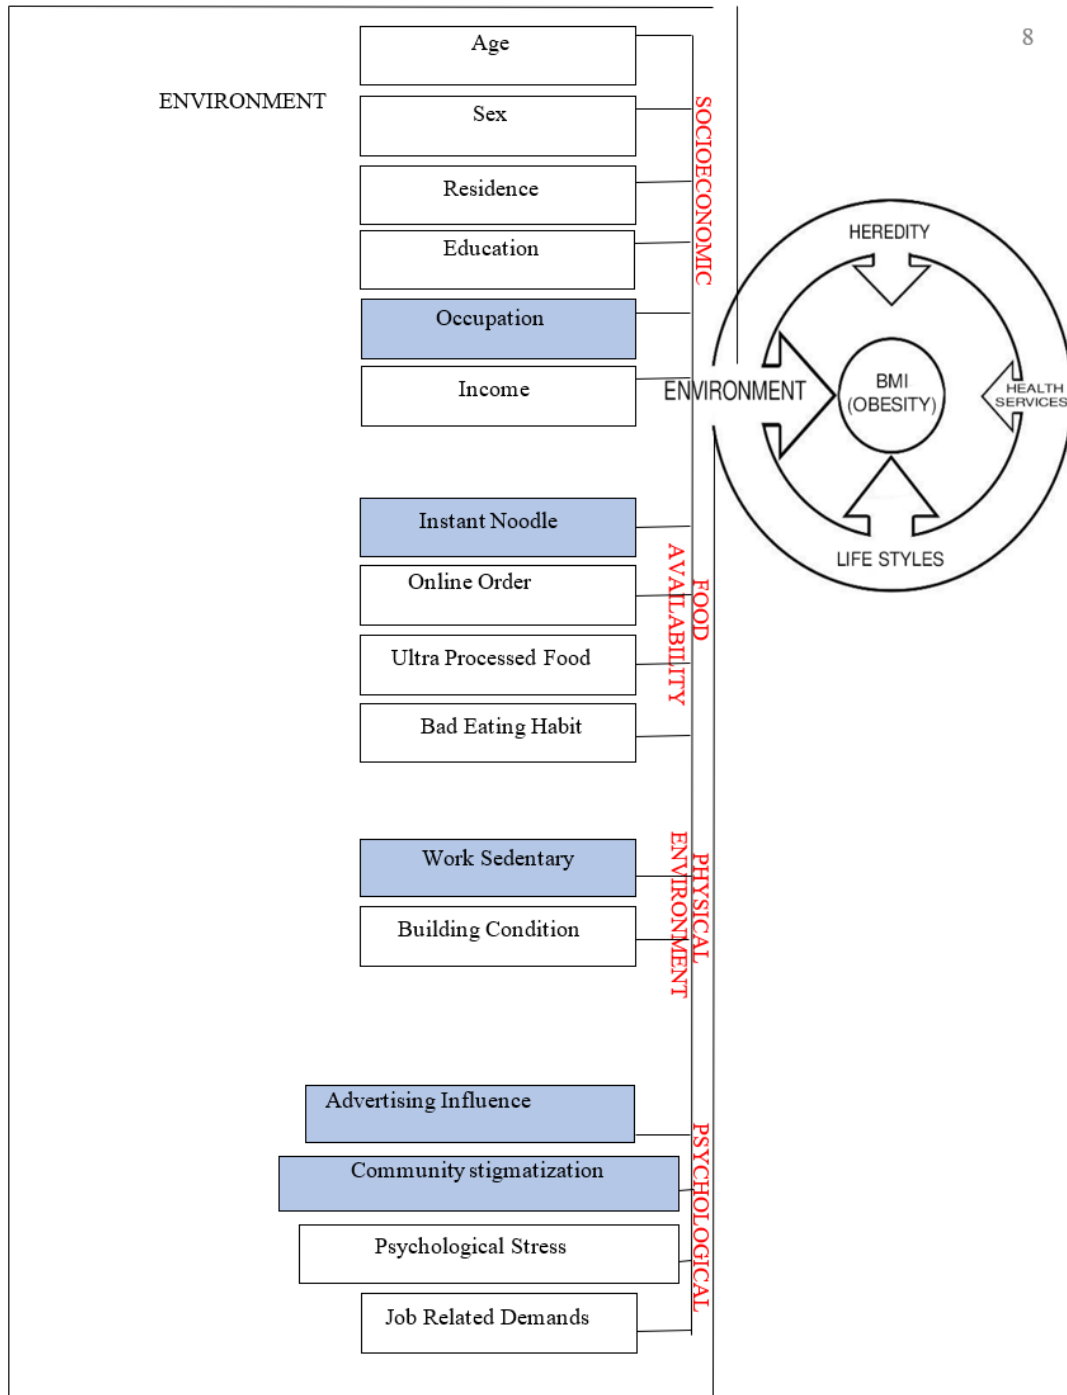 8
ENVIRONMENT
Age
Sex
Residence
Education
Occupation
Income
SOCIOECONOMIC
Instant Noodle
Online Order
Ultra Processed Food
Bad Eating Habit
FOOD
AVAILABILITY
Work Sedentary
Building Condition
PHYSICAL
ENVIRONMENT
Advertising Influence
Community stigmatization
Psychological Stress
Job Related Demands
PSYCHOLOGICAL
HEREDITY
ENVIRONMENT
BMI
(OBESITY)
HEALTH
SERVICES
LIFE STYLES